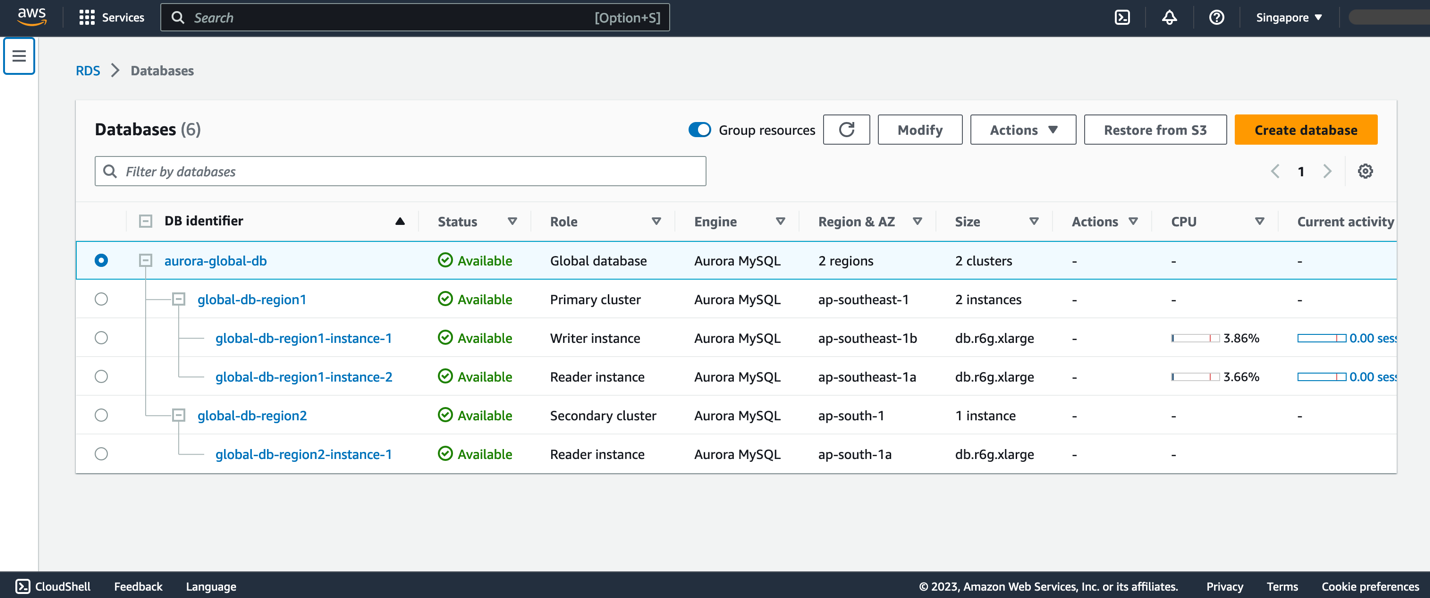 aws
Services
Search
[Option+S]
Singapore
RDS
Databases
Databases (6)
Group resources
Modify
Actions
Restore from S3
Create database
Filter by databases
1
DB identifier Status Role Engine Region & AZ Size Actions CPU Current activity
aurora-global-db Available Global database Aurora MySQL 2 regions 2 clusters - - -
global-db-region1 Available Primary cluster Aurora MySQL ap-southeast-1 2 instances - - -
global-db-region1-instance-1 Available Writer instance Aurora MySQL ap-southeast-1b db.r6g.xlarge - 3.86% 0.00 sess
global-db-region1-instance-2 Available Reader instance Aurora MySQL ap-southeast-1a db.r6g.xlarge - 3.66% 0.00 sess
global-db-region2 Available Secondary cluster Aurora MySQL ap-south-1 1 instance - - -
global-db-region2-instance-1 Available Reader instance Aurora MySQL ap-south-1a db.r6g.xlarge - -
CloudShell Feedback Language © 2023, Amazon Web Services, Inc. or its affiliates. Privacy Terms Cookie preferences